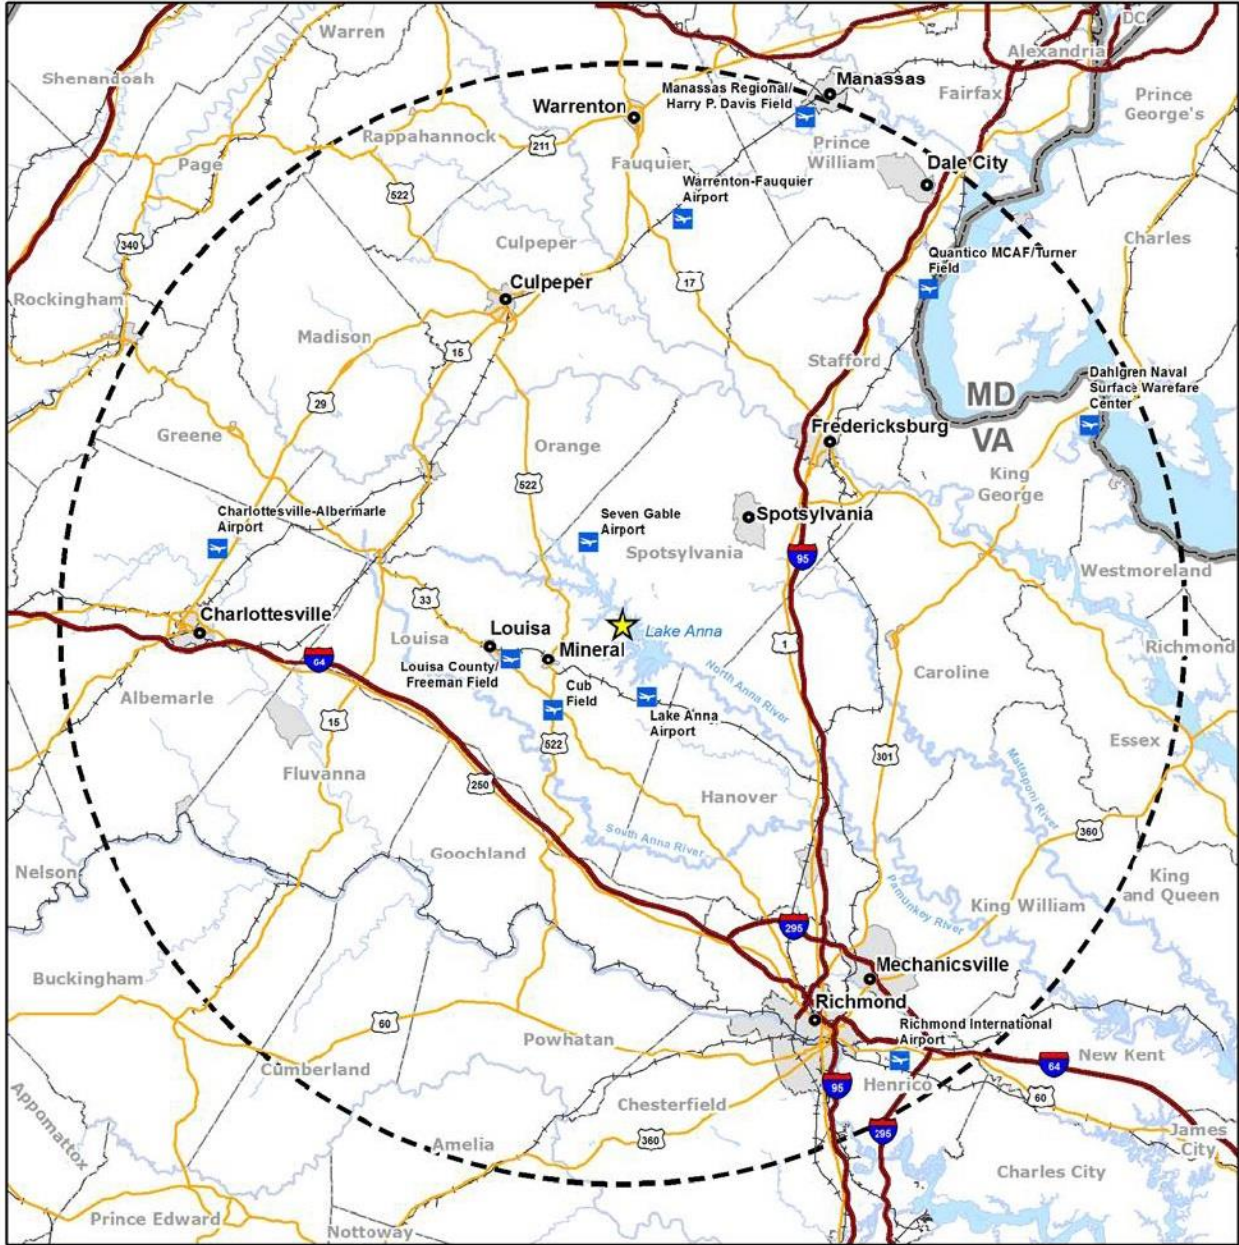 DC
Warren
Alexandria
Shenandoah
Manassas
Manassas Regional/
Harry P. Davis Field
Fairfax
Prince
George's
Warrenton
Rappahannock
211
Prince
William
Page
Fauquier
Dale City
Warrenton-Fauquier
Airport
522
340
Culpeper
Charles
Quantico MCAF/Turner
Field
Culpeper
17
Rockingham
Madison
15
Stafford
Dahlgren Naval
Surface Warefare
Center
MD
29
Greene
Fredericksburg
VA
Orange
King
George
522
Charlottesville-Albermarle
Airport
Seven Gable
Airport
Spotsylvania
Spotsylvania
95
Westmoreland
33
Charlottesville
Louisa
Louisa
Lake Anna
1
Richmond
Mineral
64
Louisa County/
Freeman Field
Caroline
Albemarle
Cub
Field
North Anna River
15
Lake Anna
Airport
522
301
Essex
Fluvanna
250
Hanover
Mattaponi River
360
South Anna River
Goochland
Nelson
King
and Queen
Pamunkey River
King William
295
Mechanicsville
Buckingham
Richmond
60
Richmond International
Airport
Powhatan
New Kent
64
Cumberland
Henrico
95
60
Appomattox
Chesterfield
360
295
James
City
Amelia
Charles City
Prince Edward
Nottoway